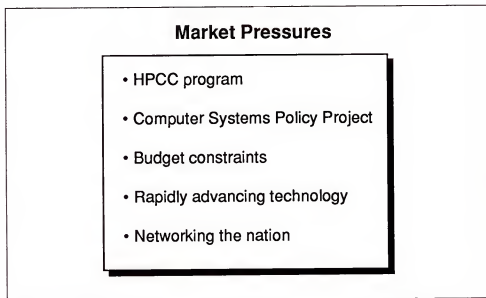 Market Pressures
• HPCC program
• Computer Systems Policy Project
• Budget constraints
• Rapidly advancing technology
• Networking the nation